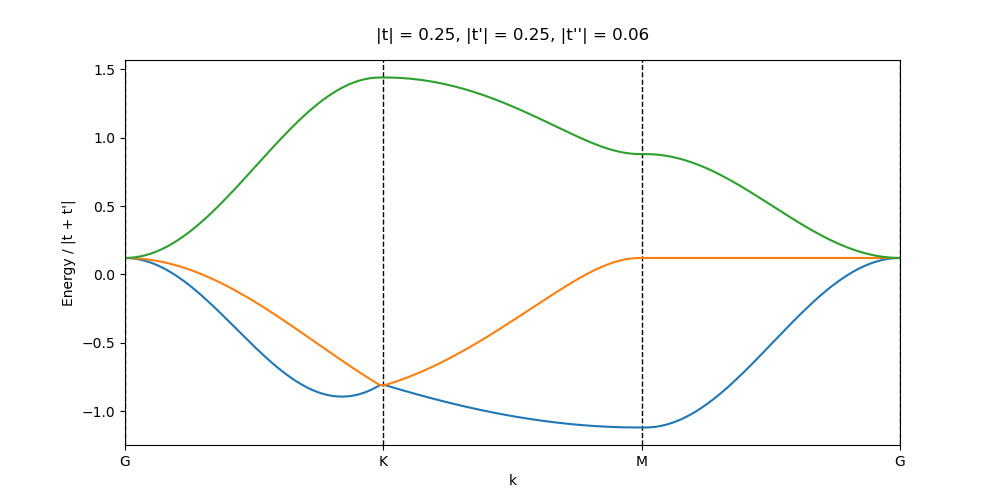 |t| = 0.25, |t'| = 0.25, |t''| = 0.06
Energy / |t + t'|
1.5
1.0
0.5
0.0
−0.5
−1.0
G K M G
k